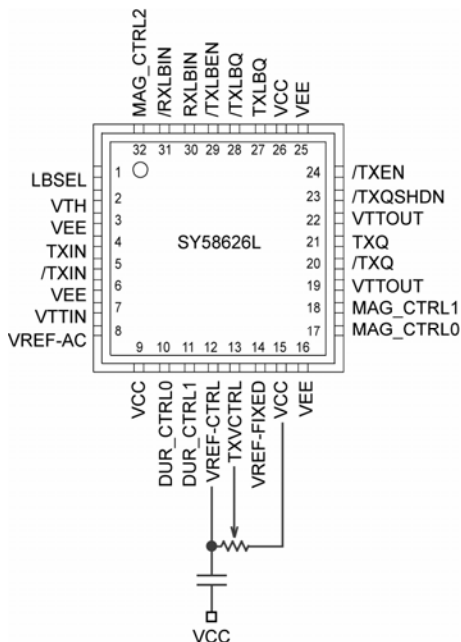 MAG_CTRL2
/RXLBIN
RXLBIN
/TXLBEN
/TXLBQ
TXLBQ
VCC
VEE
32 31 30 29 28 27 26 25
LBSEL
VTH
VEE
TXIN
/TXIN
VEE
VTTIN
VREF-AC
1
2
3
4
5
6
7
8
SY58626L
24
23
22
21
20
19
18
17
/TXEN
/TXQSHDN
VTTOUT
TXQ
/TXQ
VTTOUT
MAG_CTRL1
MAG_CTRL0
9 10 11 12 13 14 15 16
VCC
DUR_CTRL0
DUR_CTRL1
VREF-CTRL
TXVCTRL
VREF-FIXED
VCC
VEE
VCC